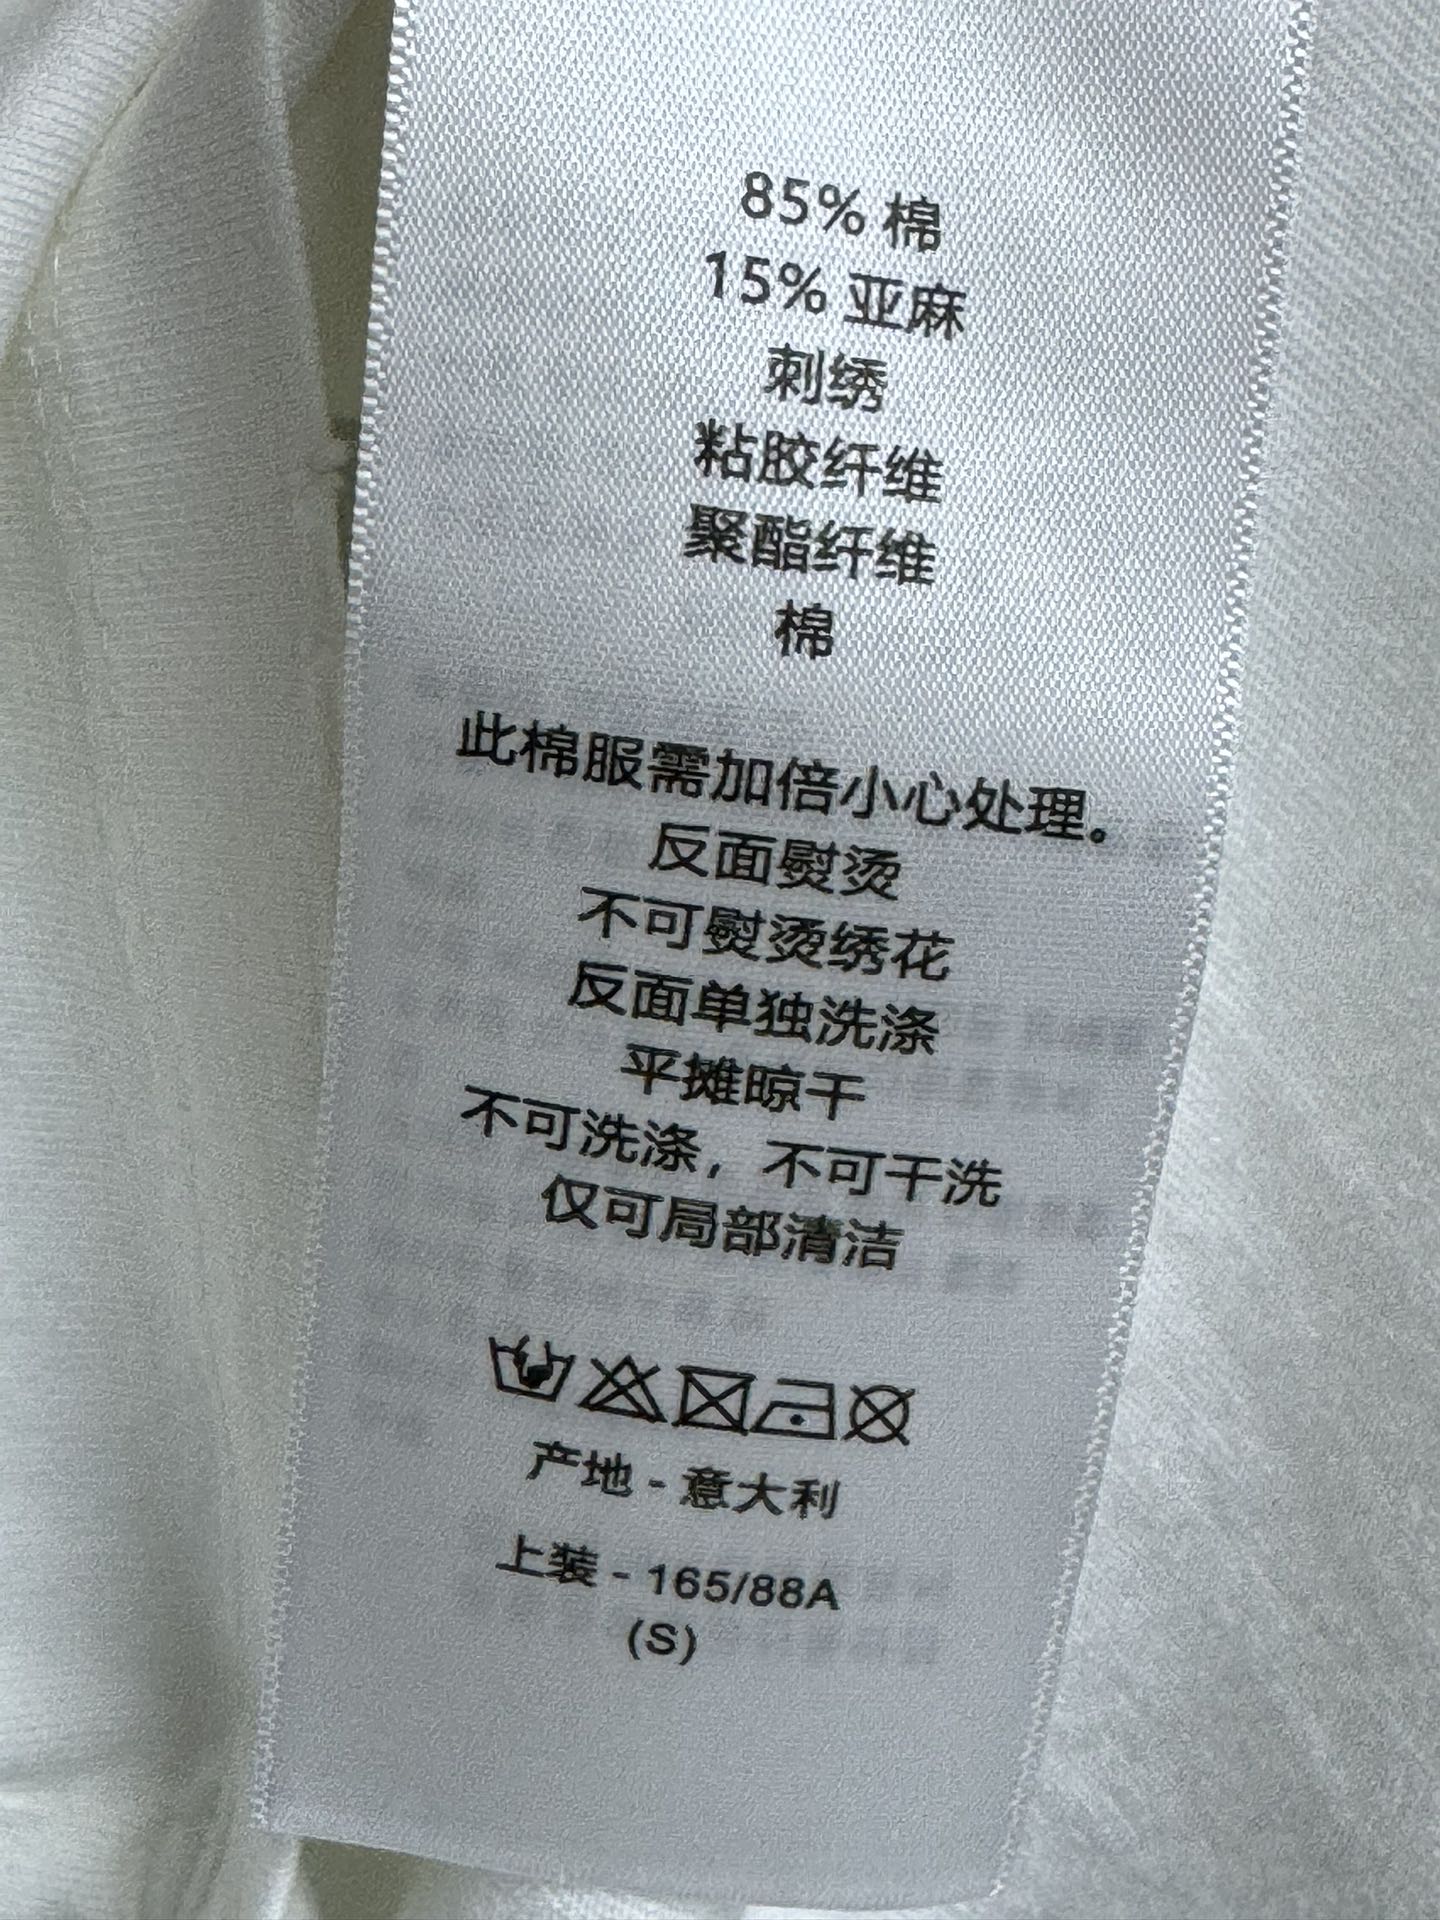 85% 棉
15% 亚麻
刺绣
粘胶纤维
聚酯纤维
棉
此棉服需加倍小心处理。
反面熨烫
不可熨烫绣花
反面单独洗涤
平摊晾干
不可洗涤，不可干洗
仅可局部清洁
产地 - 意大利
上装 - 165/88A
(S)